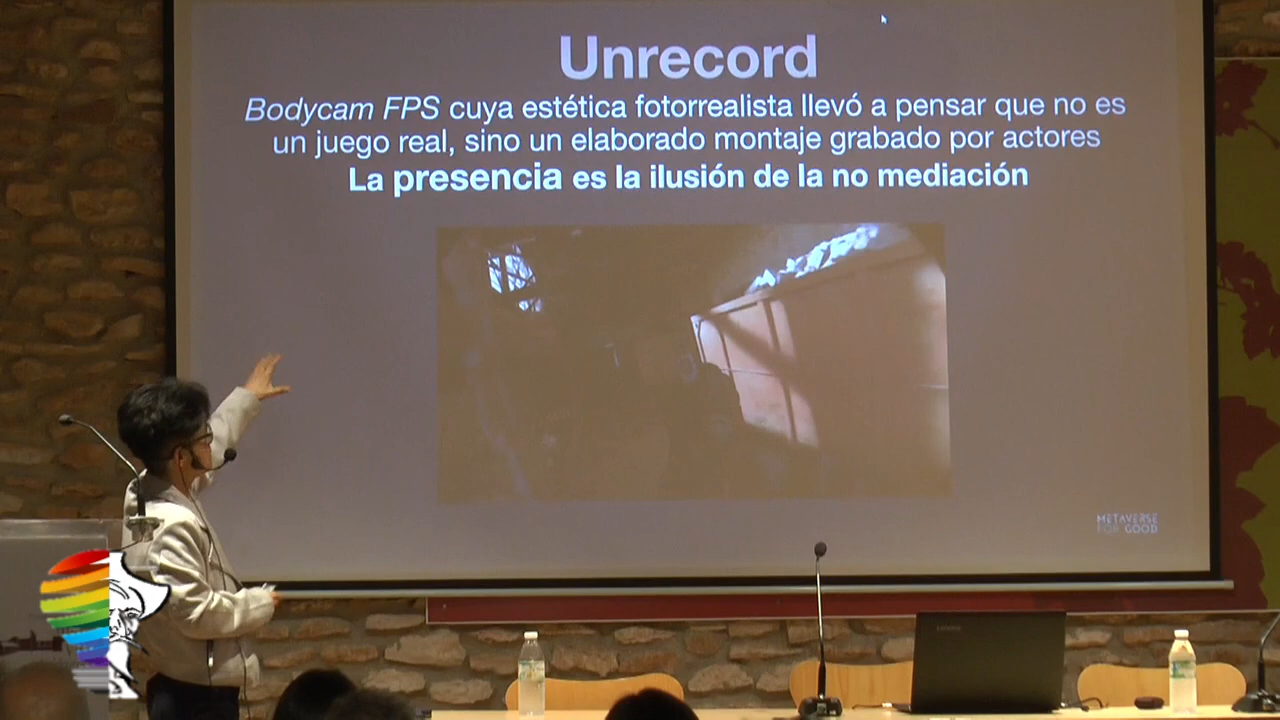 Unrecord
Bodycam FPS cuya estética fotorrealista llevó a pensar que no es
un juego real, sino un elaborado montaje grabado por actores
La presencia es la ilusión de la no mediación
METAVERSE
FOR GOOD
Lenovo